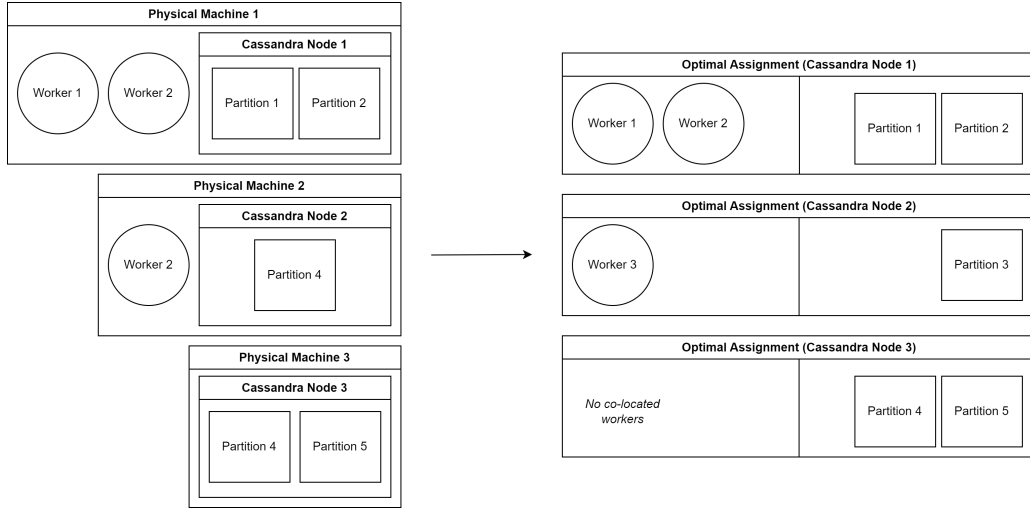 Physical Machine 1
Cassandra Node 1
Worker 1
Worker 2
Partition 1
Partition 2
Physical Machine 2
Cassandra Node 2
Worker 2
Partition 4
Physical Machine 3
Cassandra Node 3
Partition 4
Partition 5
Optimal Assignment (Cassandra Node 1)
Worker 1
Worker 2
Partition 1
Partition 2
Optimal Assignment (Cassandra Node 2)
Worker 3
Partition 3
Optimal Assignment (Cassandra Node 3)
No co-located
workers
Partition 4
Partition 5